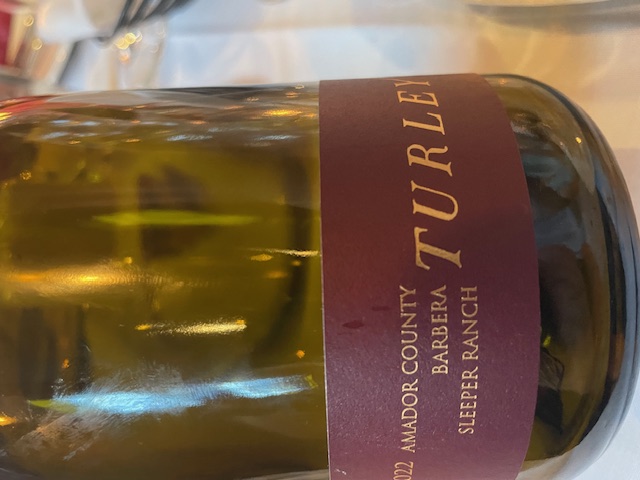 TURLEY
022 AMADOR COUNTY
BARBERA
SLEEPER RANCH